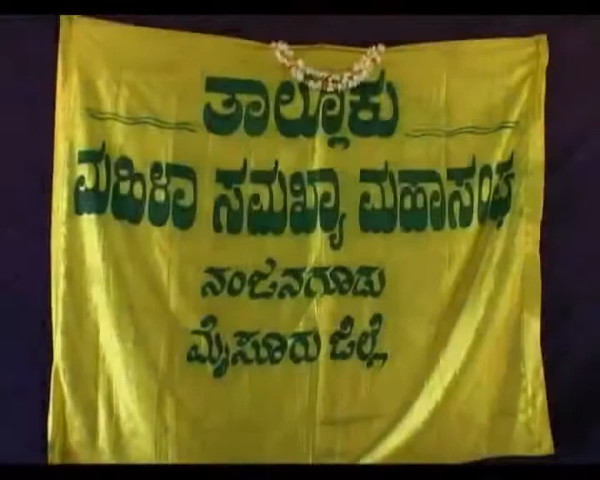 ತಾಲ್ಲೂಕು
ಮಹಿಳಾ ಸಮಖ್ಯಾ ಮಹಾಸಂಘ
ನಂಜನಗೂಡು
ಮೈಸೂರು ಜಿಲ್ಲೆ